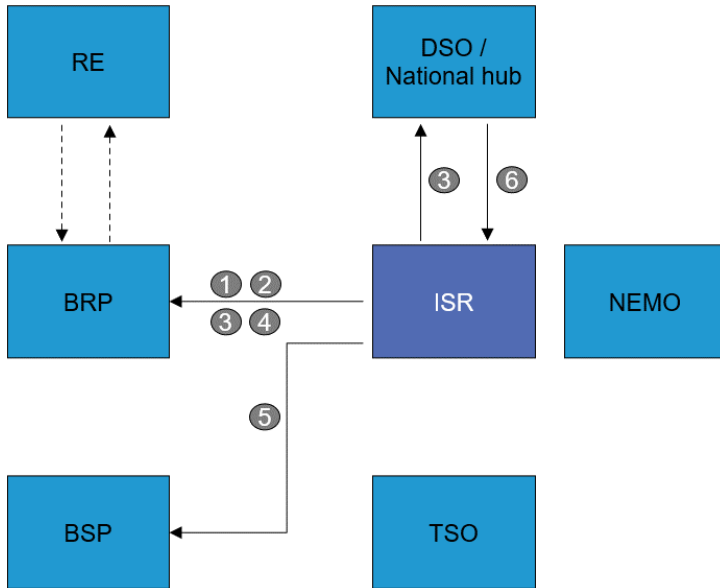 RE
DSO /
National hub
3 6
BRP
1 2
3 4
ISR
NEMO
5
BSP
TSO